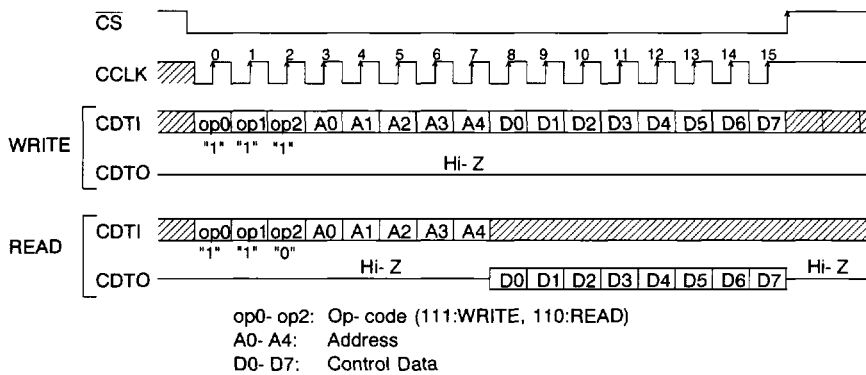 CS
0 1 2 3 4 5 6 7 8 9 10 11 12 13 14 15
CCLK
WRITE
CDTI op0 op1 op2 A0 A1 A2 A3 A4 D0 D1 D2 D3 D4 D5 D6 D7
"1" "1" "1"
Hi- Z
CDTO
READ
CDTI op0 op1 op2 A0 A1 A2 A3 A4
"1" "1" "0"
Hi- Z Hi- Z
CDTO D0 D1 D2 D3 D4 D5 D6 D7
op0- op2: Op- code (111:WRITE, 110:READ)
A0- A4: Address
D0- D7: Control Data